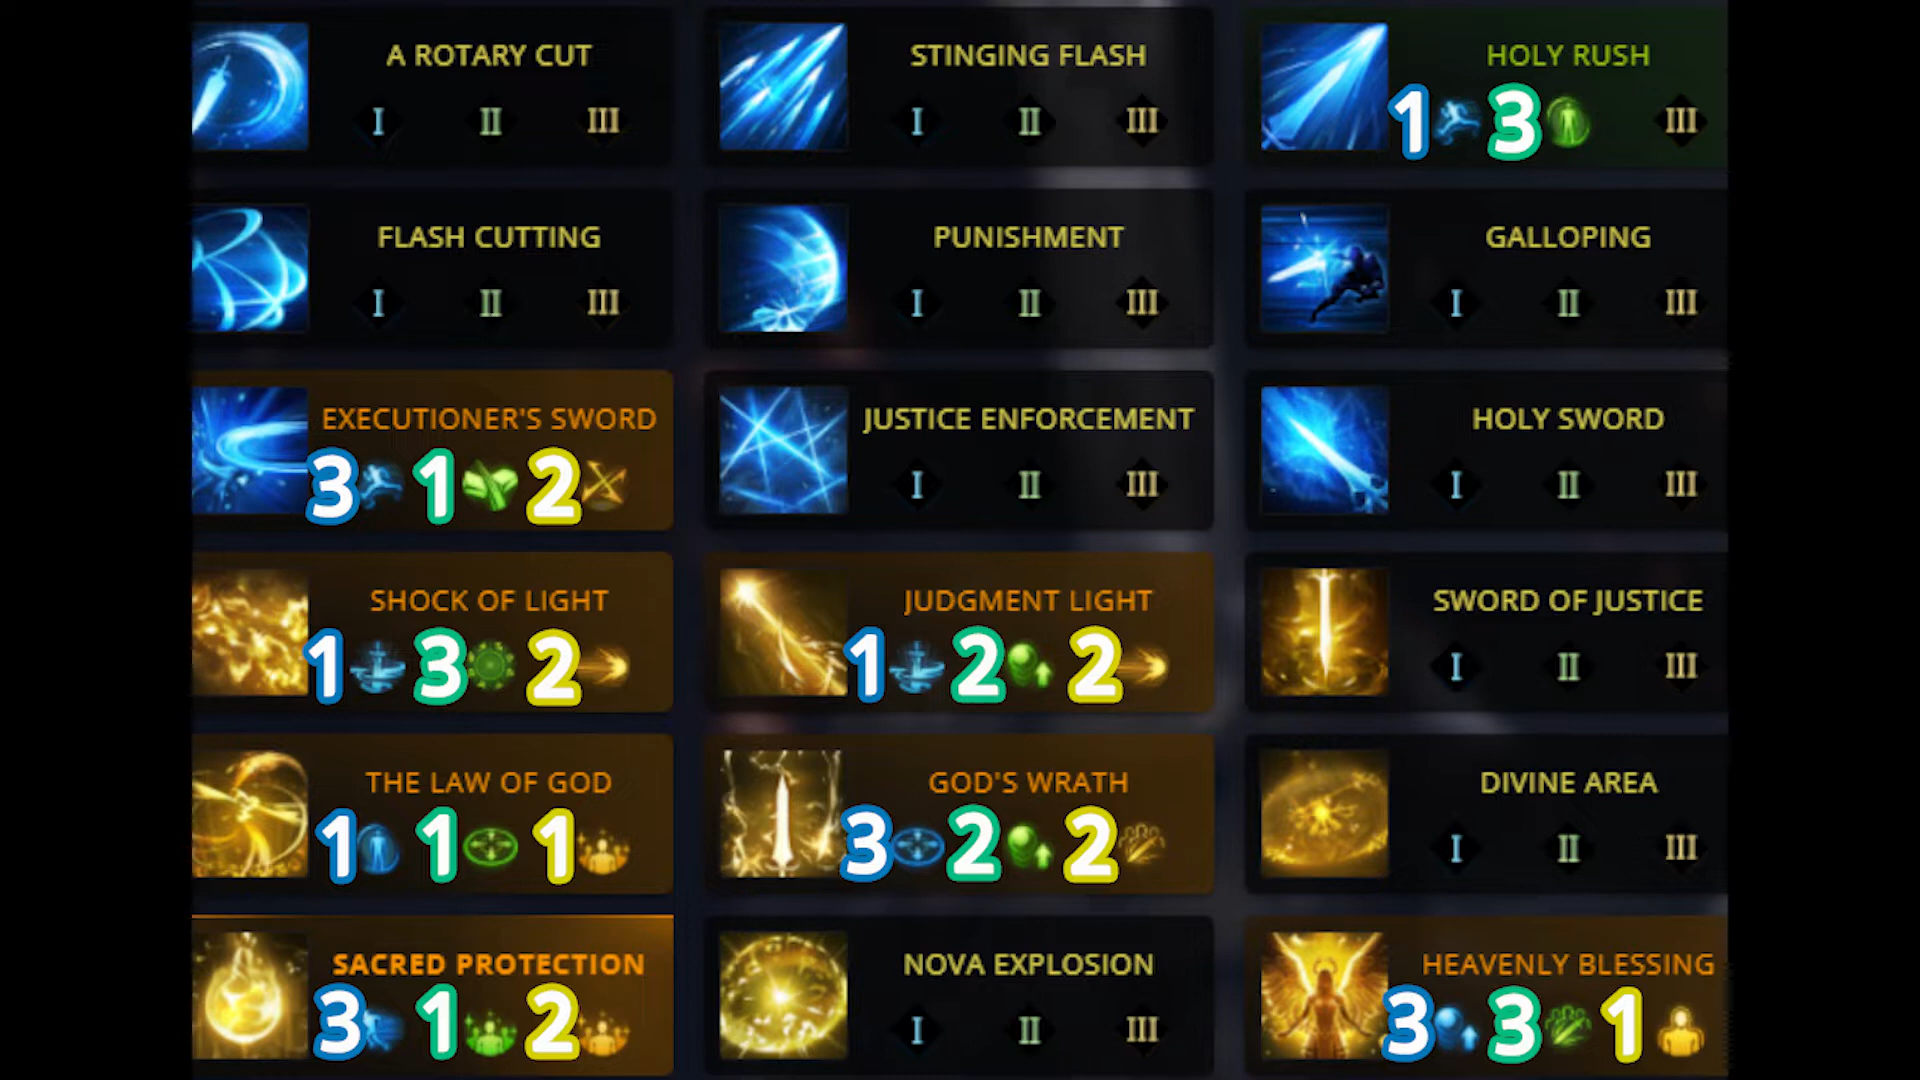 A ROTARY CUT
I II III
STINGING FLASH
I II III
HOLY RUSH
1 3 III
FLASH CUTTING
I II III
PUNISHMENT
I II III
GALLOPING
I II III
EXECUTIONER'S SWORD
3 1 2
JUSTICE ENFORCEMENT
I II III
HOLY SWORD
I II III
SHOCK OF LIGHT
1 3 2
JUDGMENT LIGHT
1 2 2
SWORD OF JUSTICE
I II III
THE LAW OF GOD
1 1 1
GOD'S WRATH
3 2 2
DIVINE AREA
I II III
SACRED PROTECTION
3 1 2
NOVA EXPLOSION
I II III
HEAVENLY BLESSING
3 3 1